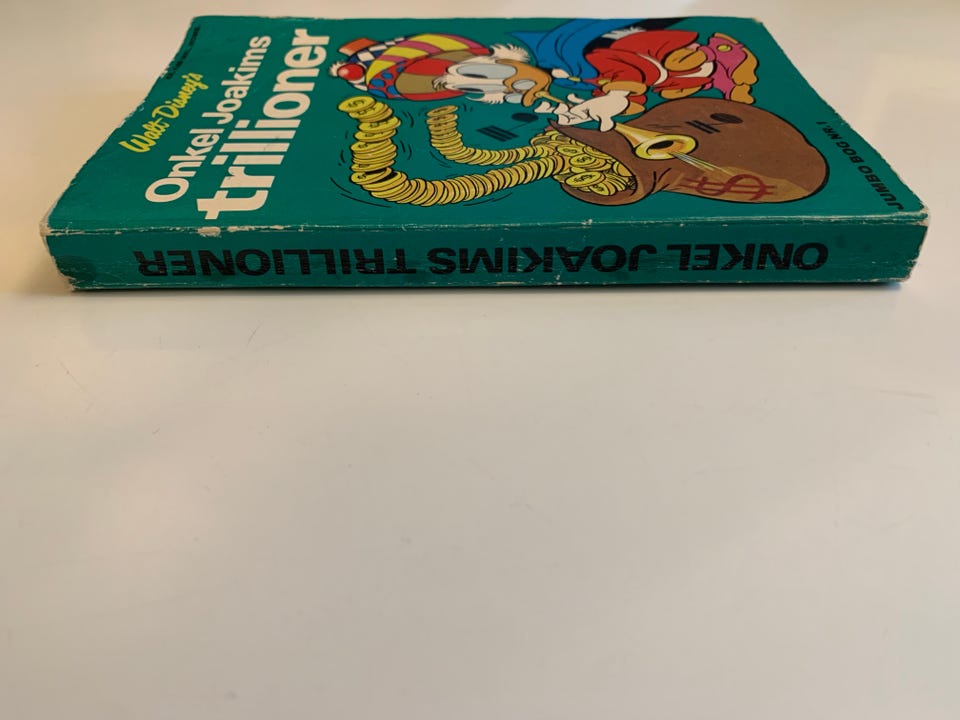 Walt Disney's
Onkel Joakims
trillioner
JUMBO BOG NR. 1
ONKEL JOAKIMS TRILLIONER